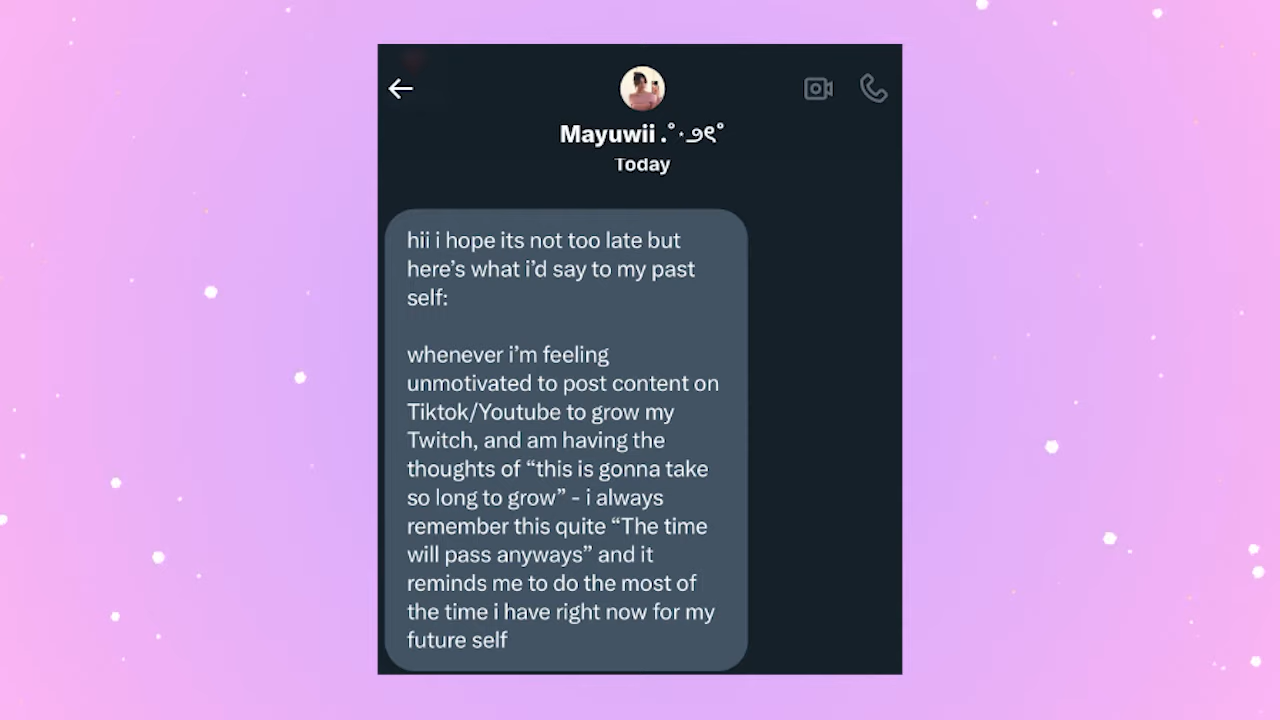 Mayuwii .˚‧૭୧˚
Today
hii i hope its not too late but
here’s what i’d say to my past
self:
whenever i’m feeling
unmotivated to post content on
Tiktok/Youtube to grow my
Twitch, and am having the
thoughts of “this is gonna take
so long to grow” - i always
remember this quite “The time
will pass anyways” and it
reminds me to do the most of
the time i have right now for my
future self